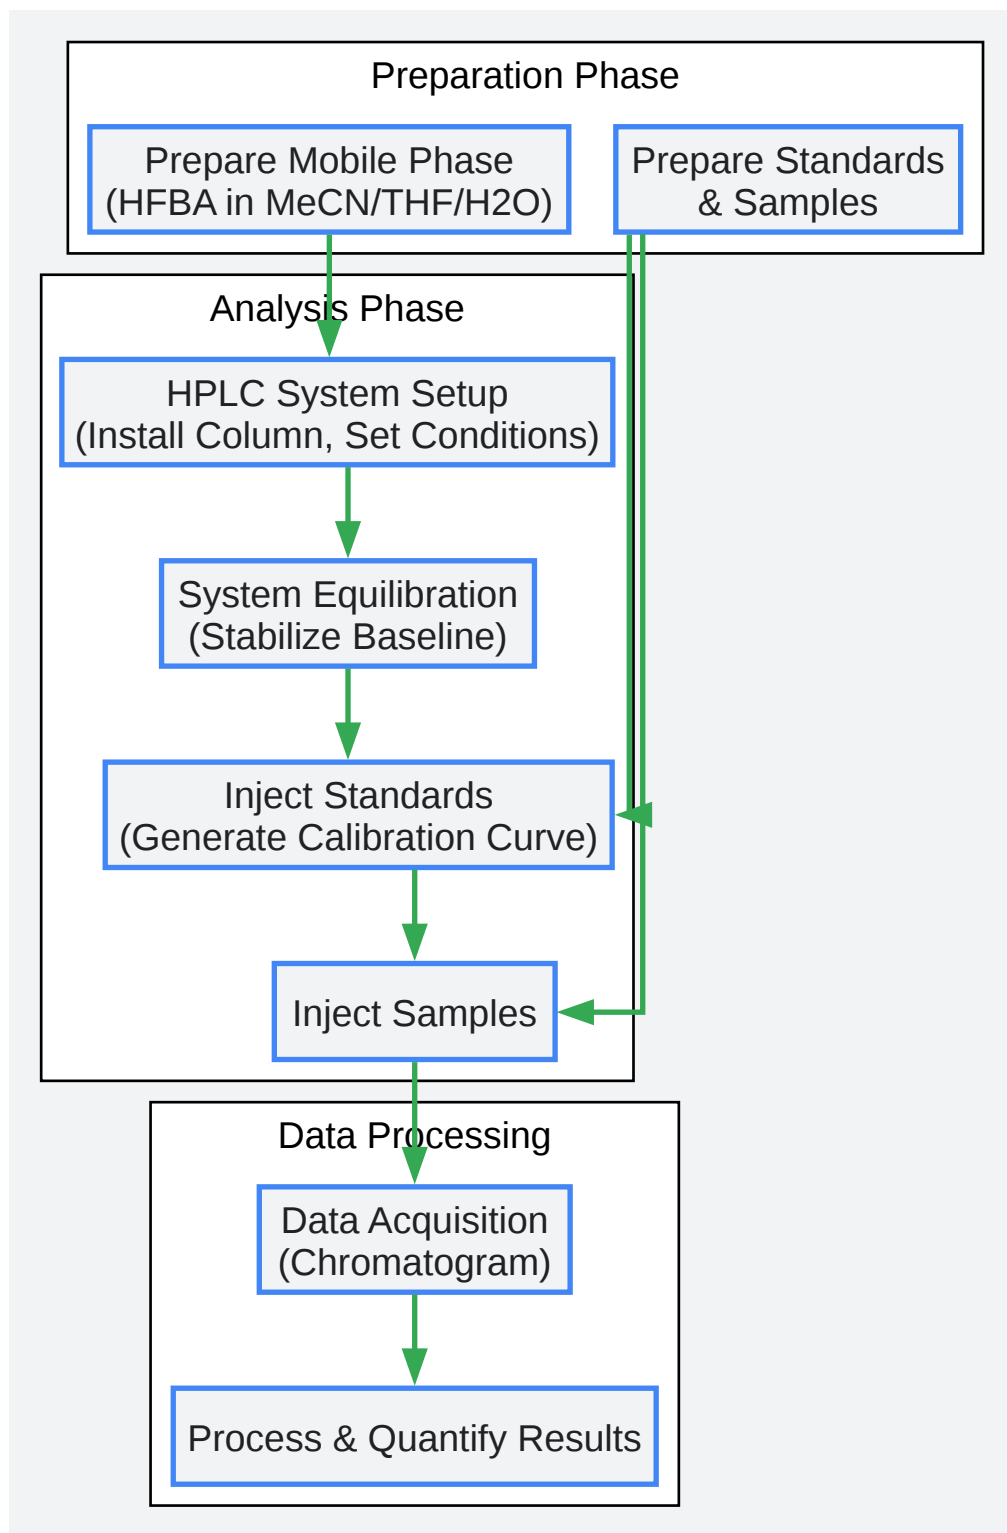 Preparation Phase
Prepare Mobile Phase
(HFBA in MeCN/THF/H2O)
Prepare Standards
& Samples
Analysis Phase
HPLC System Setup
(Install Column, Set Conditions)
System Equilibration
(Stabilize Baseline)
Inject Standards
(Generate Calibration Curve)
Inject Samples
Data Processing
Data Acquisition
(Chromatogram)
Process & Quantify Results